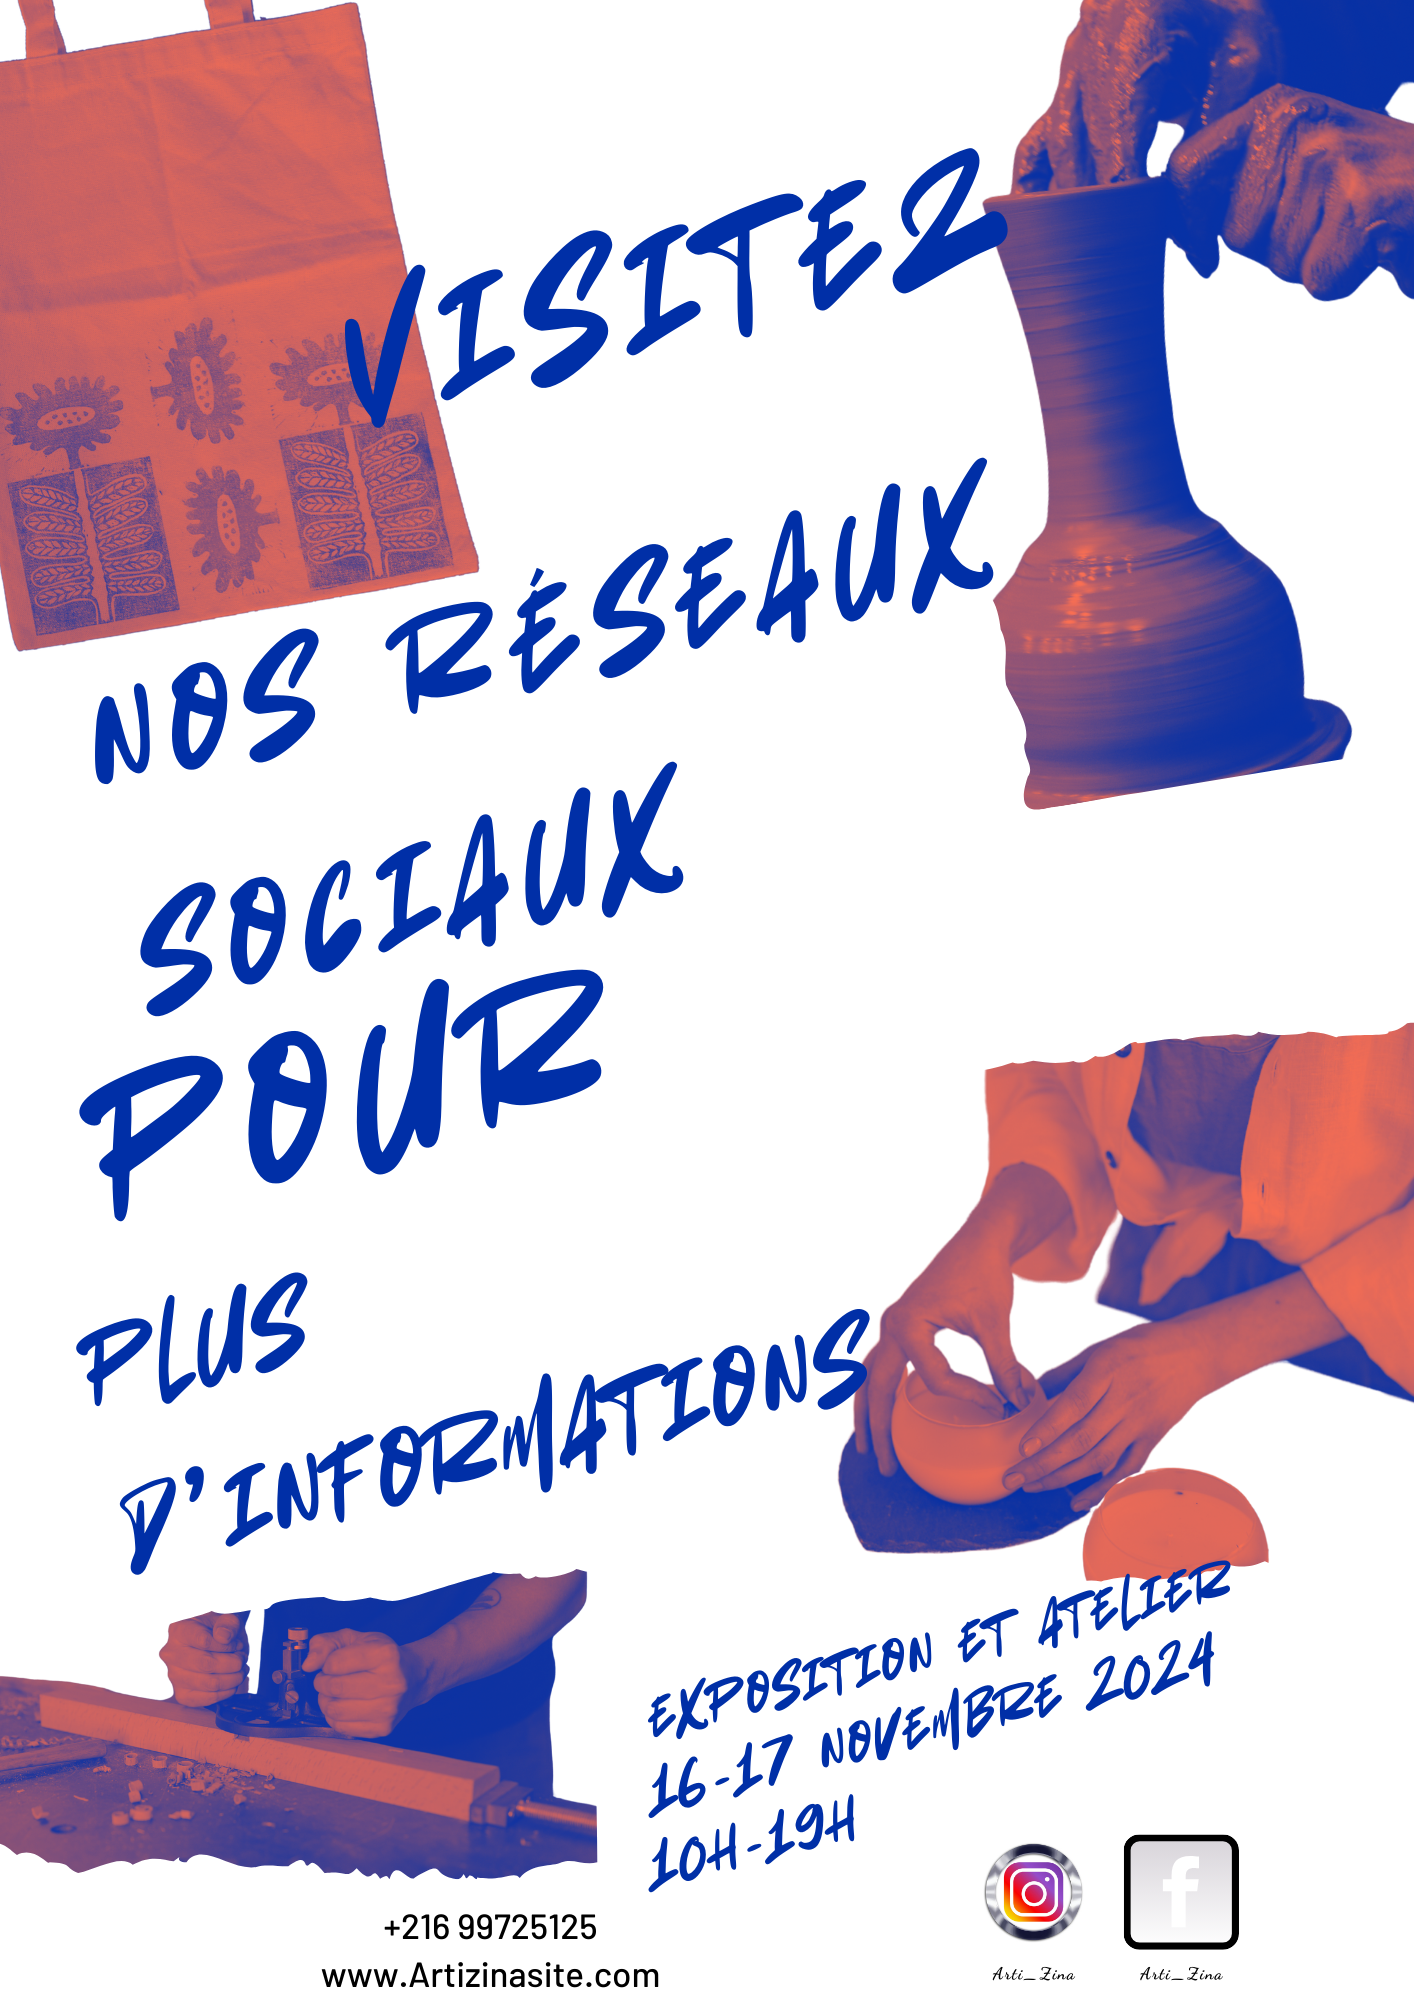 VISITEZ
NOS RÉSEAUX
SOCIAUX
POUR
PLUS
D'INFORMATIONS
EXPOSITION ET ATELIER
16-17 NOVEMBRE 2024
10H-19H
+216 99725125
www.Artizinasite.com
f
Arti_Zina
Arti_Zina